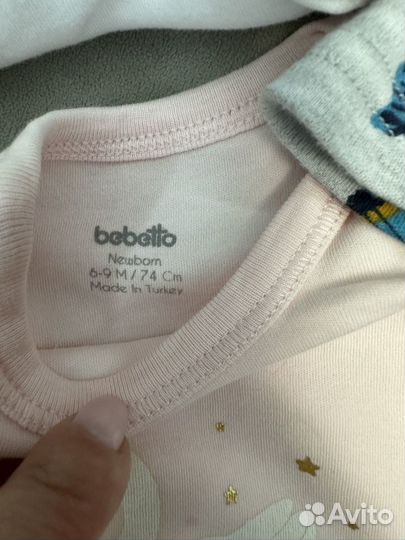 bebetto
Newborn
6-9 M / 74 Cm
Made In Turkey
Avito